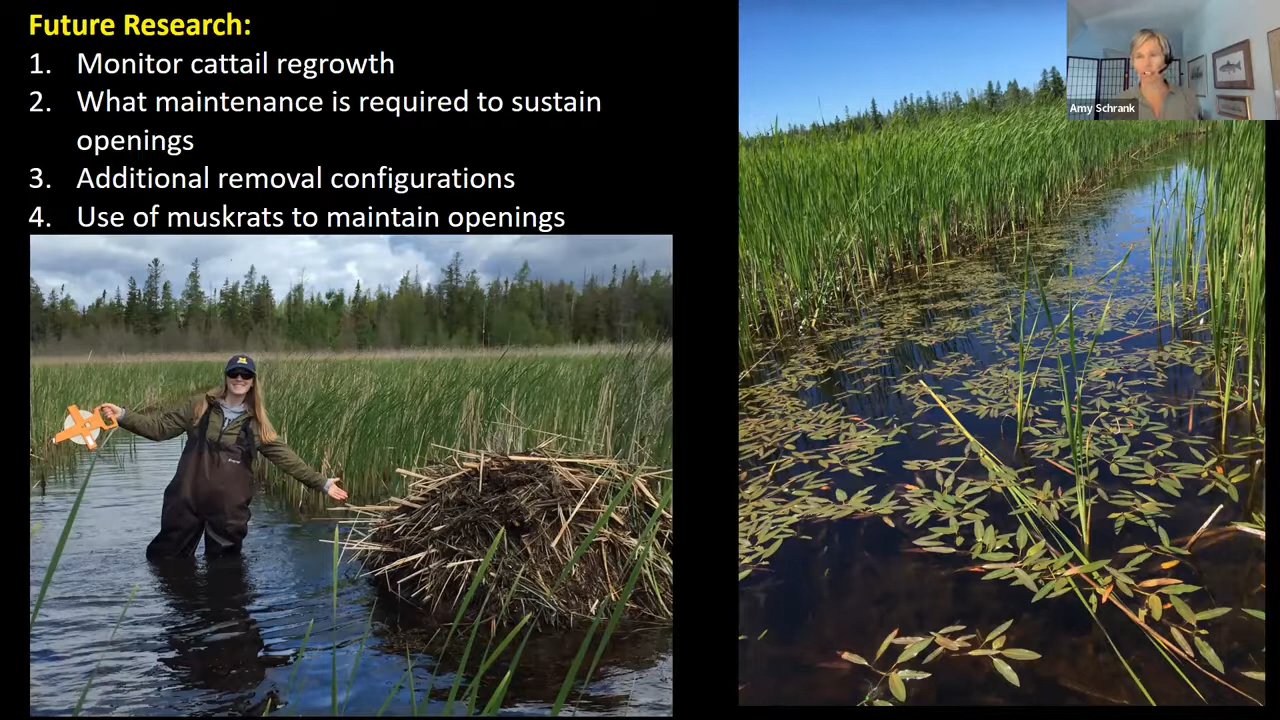 Future Research:
1. Monitor cattail regrowth
2. What maintenance is required to sustain
openings
3. Additional removal configurations
4. Use of muskrats to maintain openings
Amy Schrank